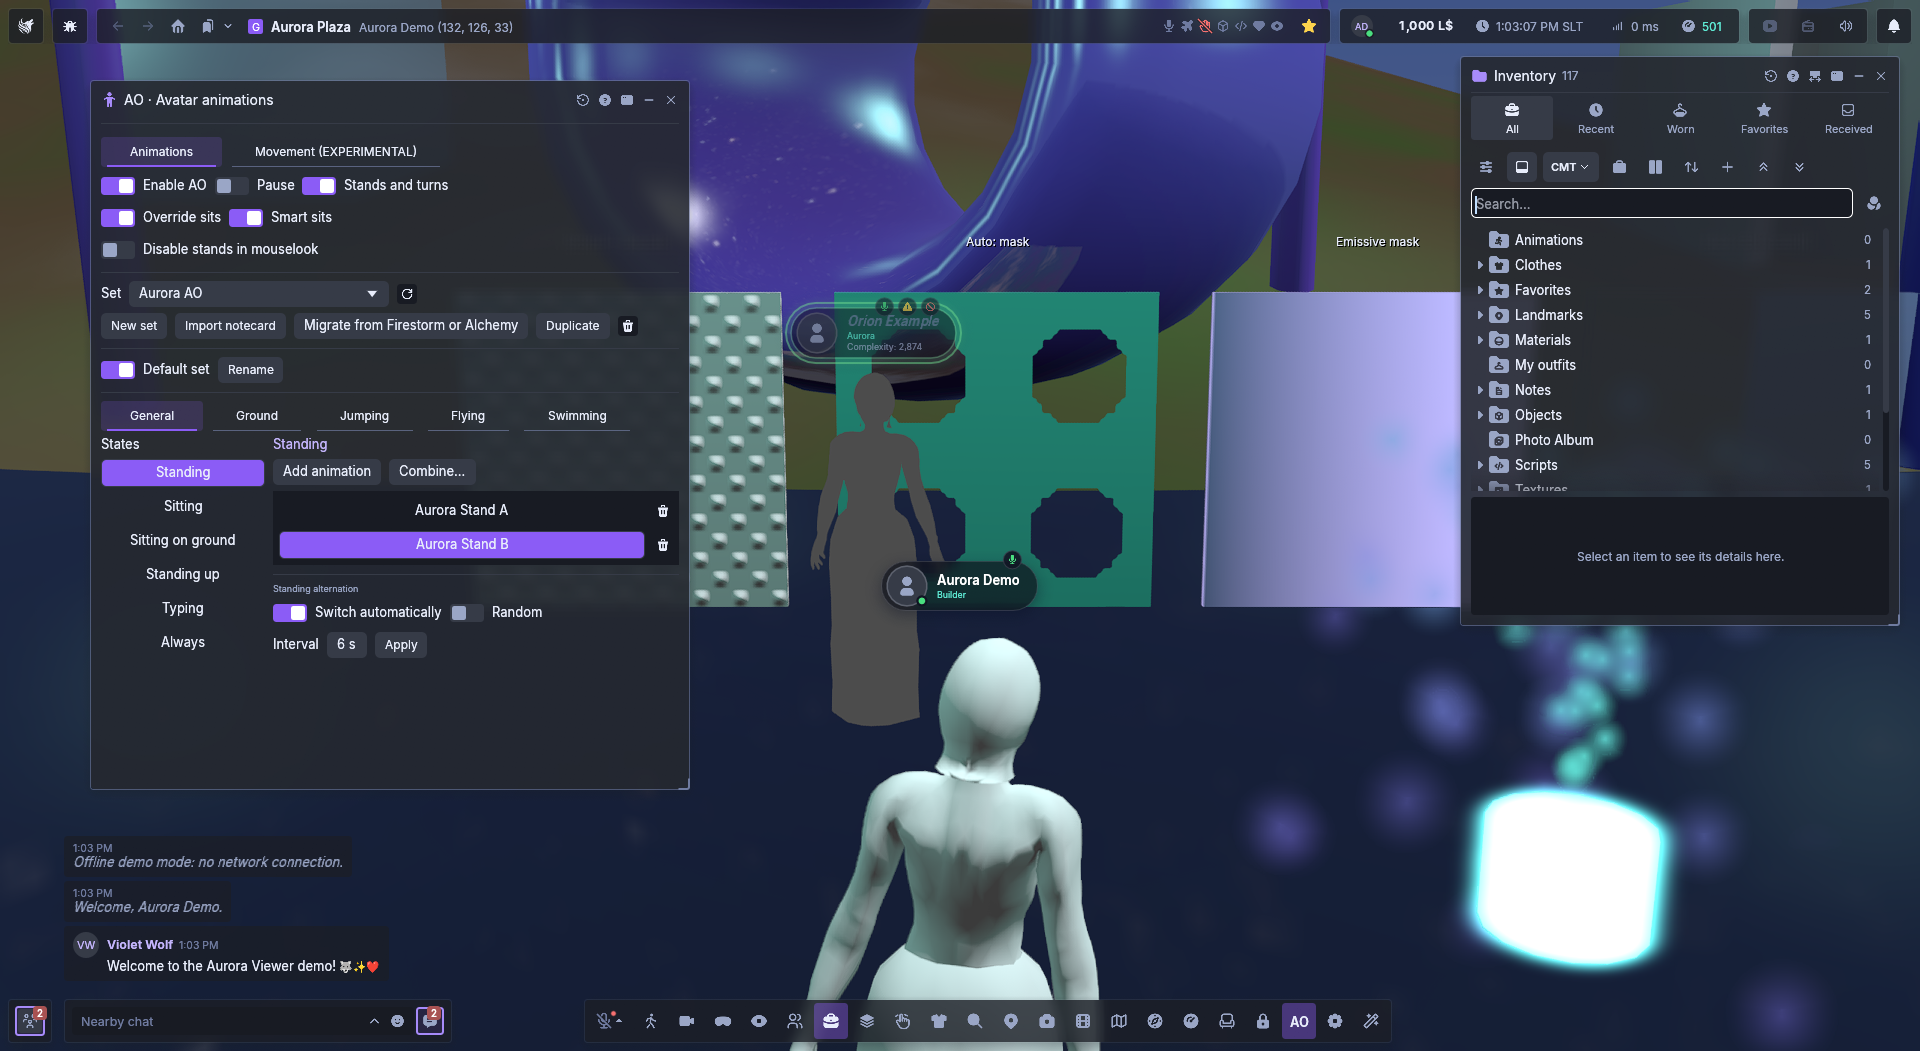 G Aurora Plaza Aurora Demo (132, 126, 33)
AD 1,000 L$ 1:03:07 PM SLT 0 ms 501
AO · Avatar animations
Animations Movement (EXPERIMENTAL)
Enable AO Pause Stands and turns
Override sits Smart sits
Disable stands in mouselook
Set Aurora AO
New set Import notecard Migrate from Firestorm or Alchemy Duplicate
Default set Rename
General Ground Jumping Flying Swimming
States Standing
Standing Add animation Combine...
Sitting Aurora Stand A
Sitting on ground Aurora Stand B
Standing up
Standing alternation
Typing Switch automatically Random
Always Interval 6 s Apply
Auto: mask
Emissive mask
Orion Example
Aurora
Complexity: 2,874
Aurora Demo
Builder
Inventory 117
All Recent Worn Favorites Received
CMT
Search...
Animations 0
Clothes 1
Favorites 2
Landmarks 5
Materials 1
My outfits 0
Notes 1
Objects 1
Photo Album 0
Scripts 5
Textures 1
Select an item to see its details here.
1:03 PM
Offline demo mode: no network connection.
1:03 PM
Welcome, Aurora Demo.
VW Violet Wolf 1:03 PM
Welcome to the Aurora Viewer demo! 🐺✨❤️
2 Nearby chat 2
AO